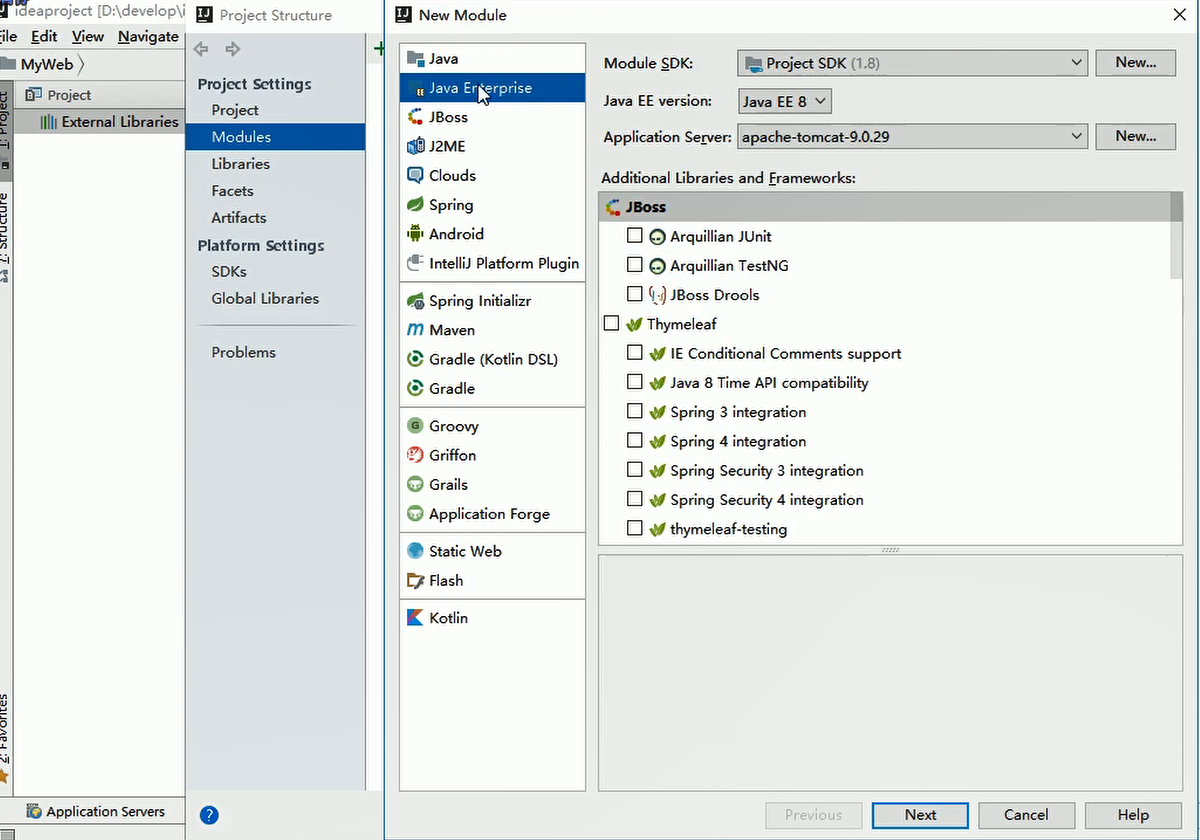 ideaproject [D:\develop\i
File Edit View Navigate
MyWeb
Project
External Libraries
1: Project
Z: Structure
2: Favorites
Application Servers
Project Structure
Project Settings
Project
Modules
Libraries
Facets
Artifacts
Platform Settings
SDKs
Global Libraries
Problems
?
New Module
Java
Java Enterprise
JBoss
J2ME
Clouds
Spring
Android
IntelliJ Platform Plugin
Spring Initializr
Maven
Gradle (Kotlin DSL)
Gradle
Groovy
Griffon
Grails
Application Forge
Static Web
Flash
Kotlin
Module SDK: Project SDK (1.8) New...
Java EE version: Java EE 8
Application Server: apache-tomcat-9.0.29 New...
Additional Libraries and Frameworks:
JBoss
Arquillian JUnit
Arquillian TestNG
JBoss Drools
Thymeleaf
IE Conditional Comments support
Java 8 Time API compatibility
Spring 3 integration
Spring 4 integration
Spring Security 3 integration
Spring Security 4 integration
thymeleaf-testing
Previous Next Cancel Help